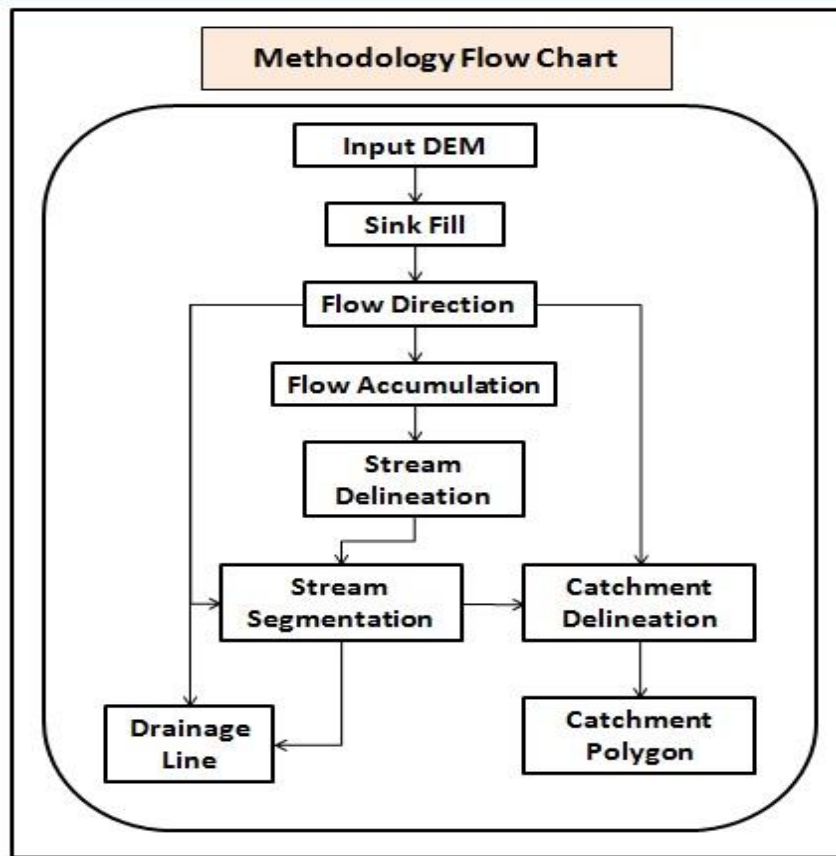 Methodology Flow Chart
Input DEM
Sink Fill
Flow Direction
Flow Accumulation
Stream
Delineation
Stream
Segmentation
Catchment
Delineation
Drainage
Line
Catchment
Polygon